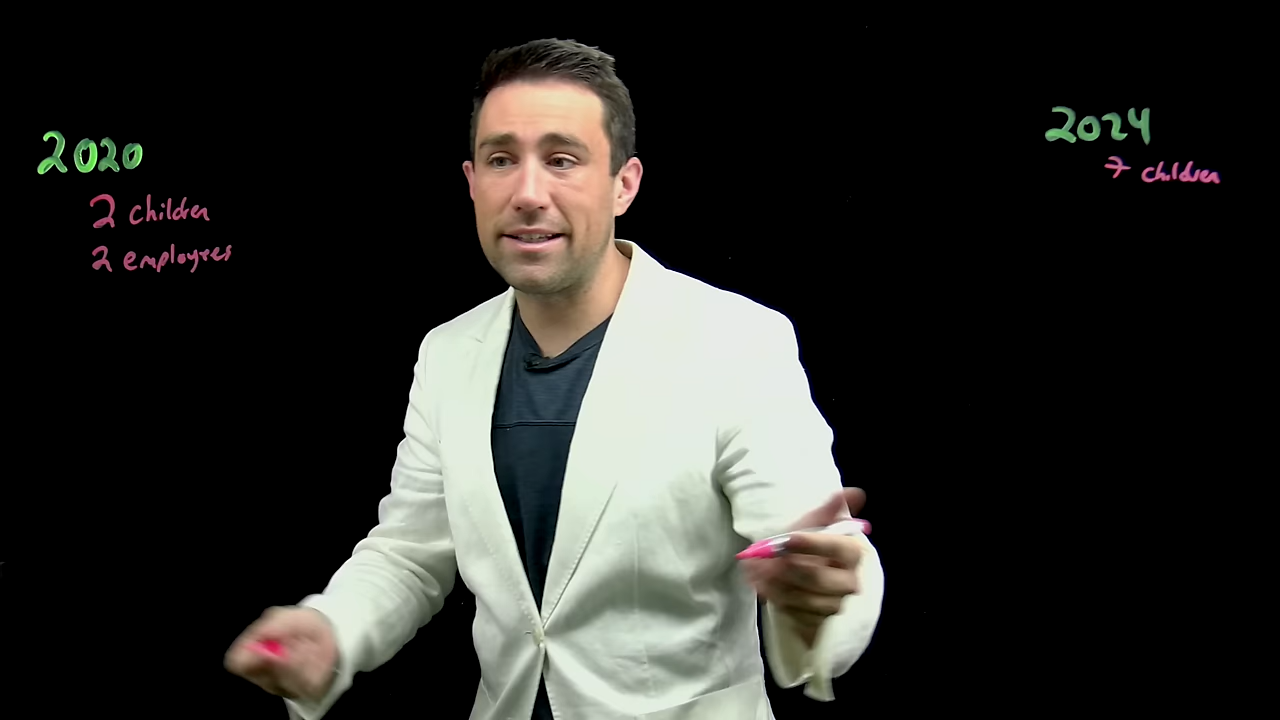 2020
2 children
2 employees
2024
7 children